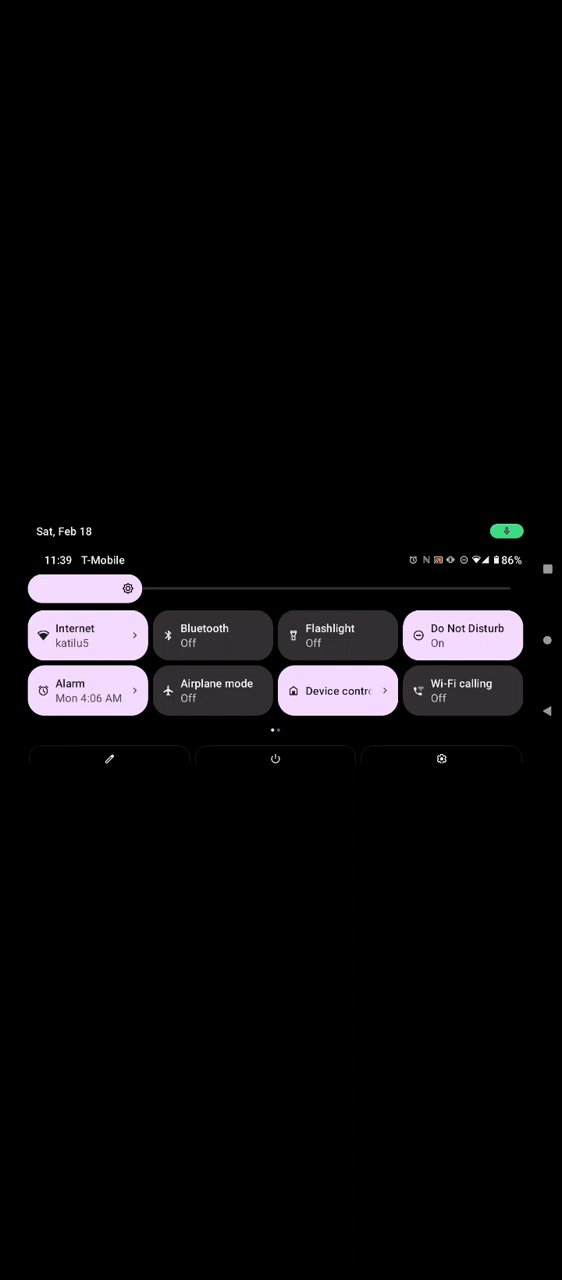 Sat, Feb 18
11:39 T-Mobile 86%
Internet
katilu5
Bluetooth
Off
Flashlight
Off
Do Not Disturb
On
Alarm
Mon 4:06 AM
Airplane mode
Off
Device contro
Wi-Fi calling
Off